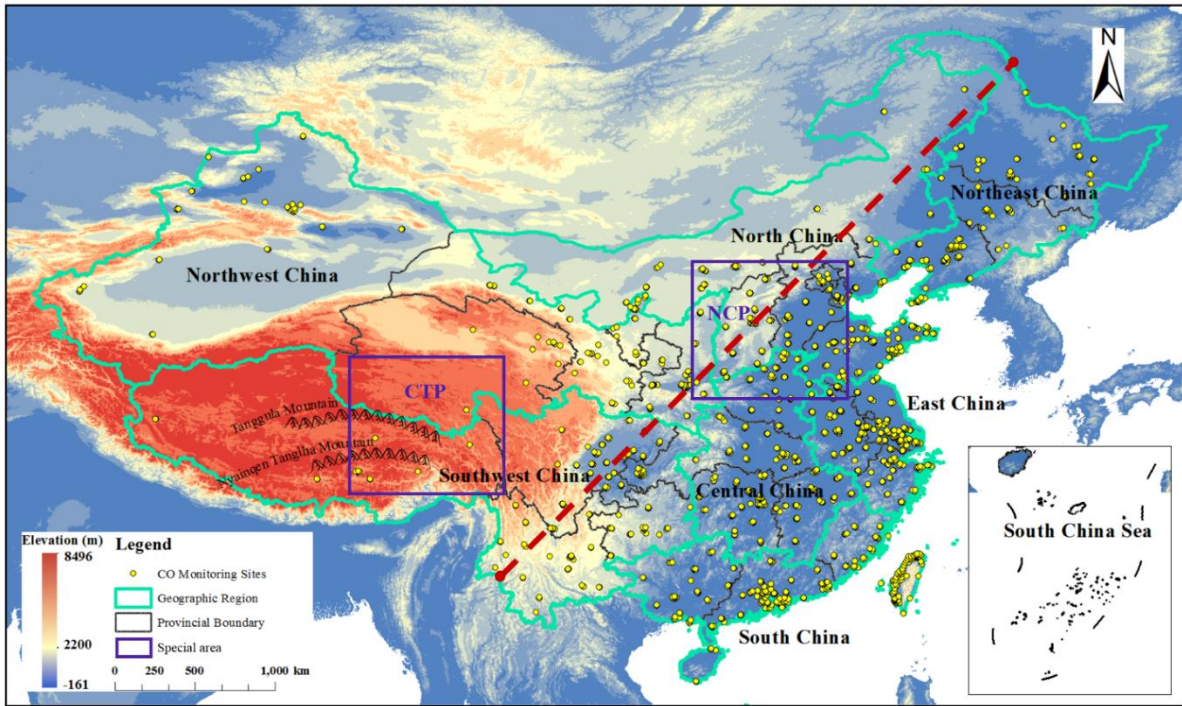 N
Northeast China
North China
Northwest China
NCP
CTP
East China
Tanggula Mountain
Nyainqen Tanglha Mountain
Southwest China
Central China
South China Sea
South China
Elevation (m)
8496
2200
-161
Legend
CO Monitoring Sites
Geographic Region
Provincial Boundary
Special area
0 250 500 1,000 km